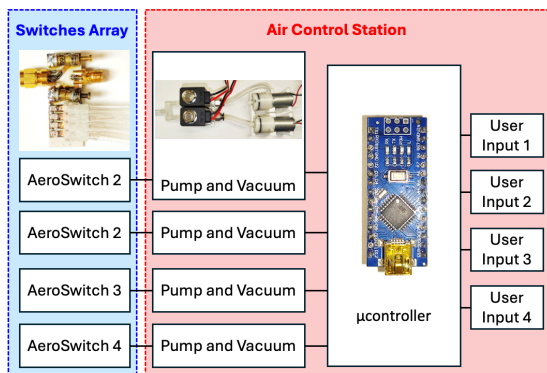 Switches Array
Air Control Station
AeroSwitch 2
Pump and Vacuum
AeroSwitch 2
Pump and Vacuum
AeroSwitch 3
Pump and Vacuum
AeroSwitch 4
Pump and Vacuum
μcontroller
User
Input 1
User
Input 2
User
Input 3
User
Input 4